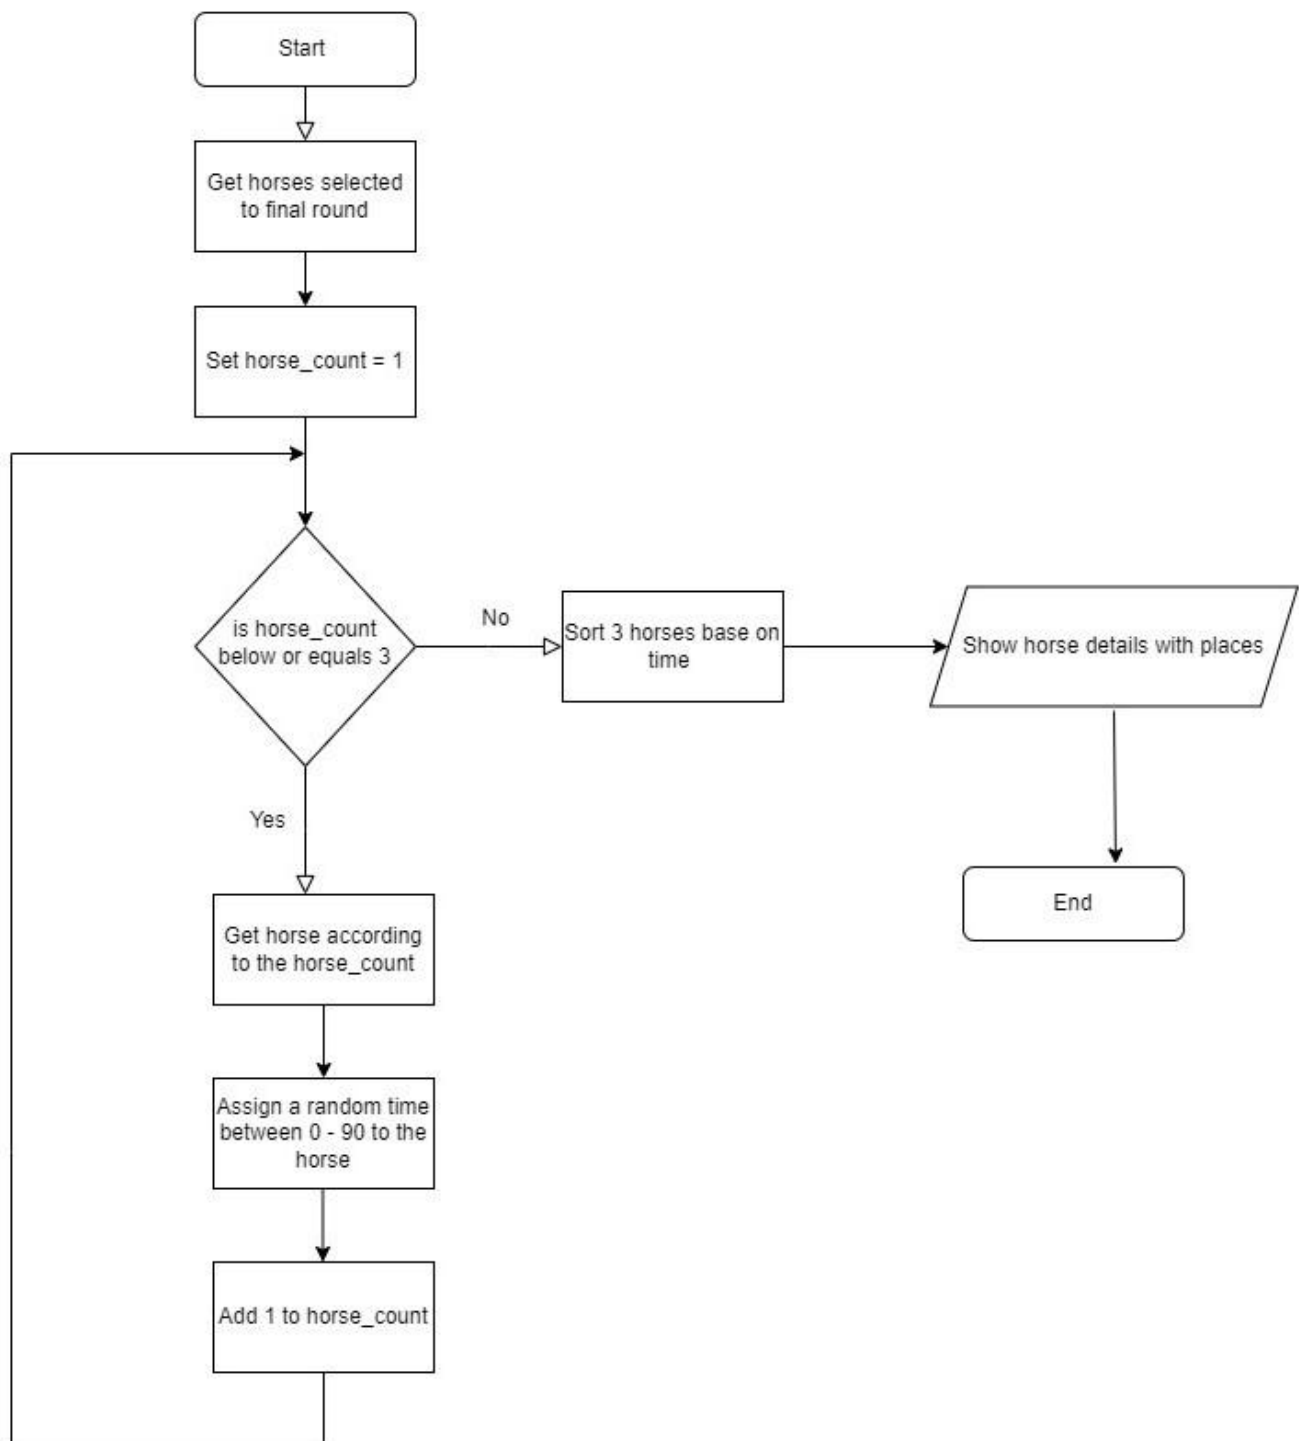 Start
Get horses selected
to final round
Set horse_count = 1
is horse_count
below or equals 3
No
Sort 3 horses base on
time
Show horse details with places
Yes
End
Get horse according
to the horse_count
Assign a random time
between 0 - 90 to the
horse
Add 1 to horse_count